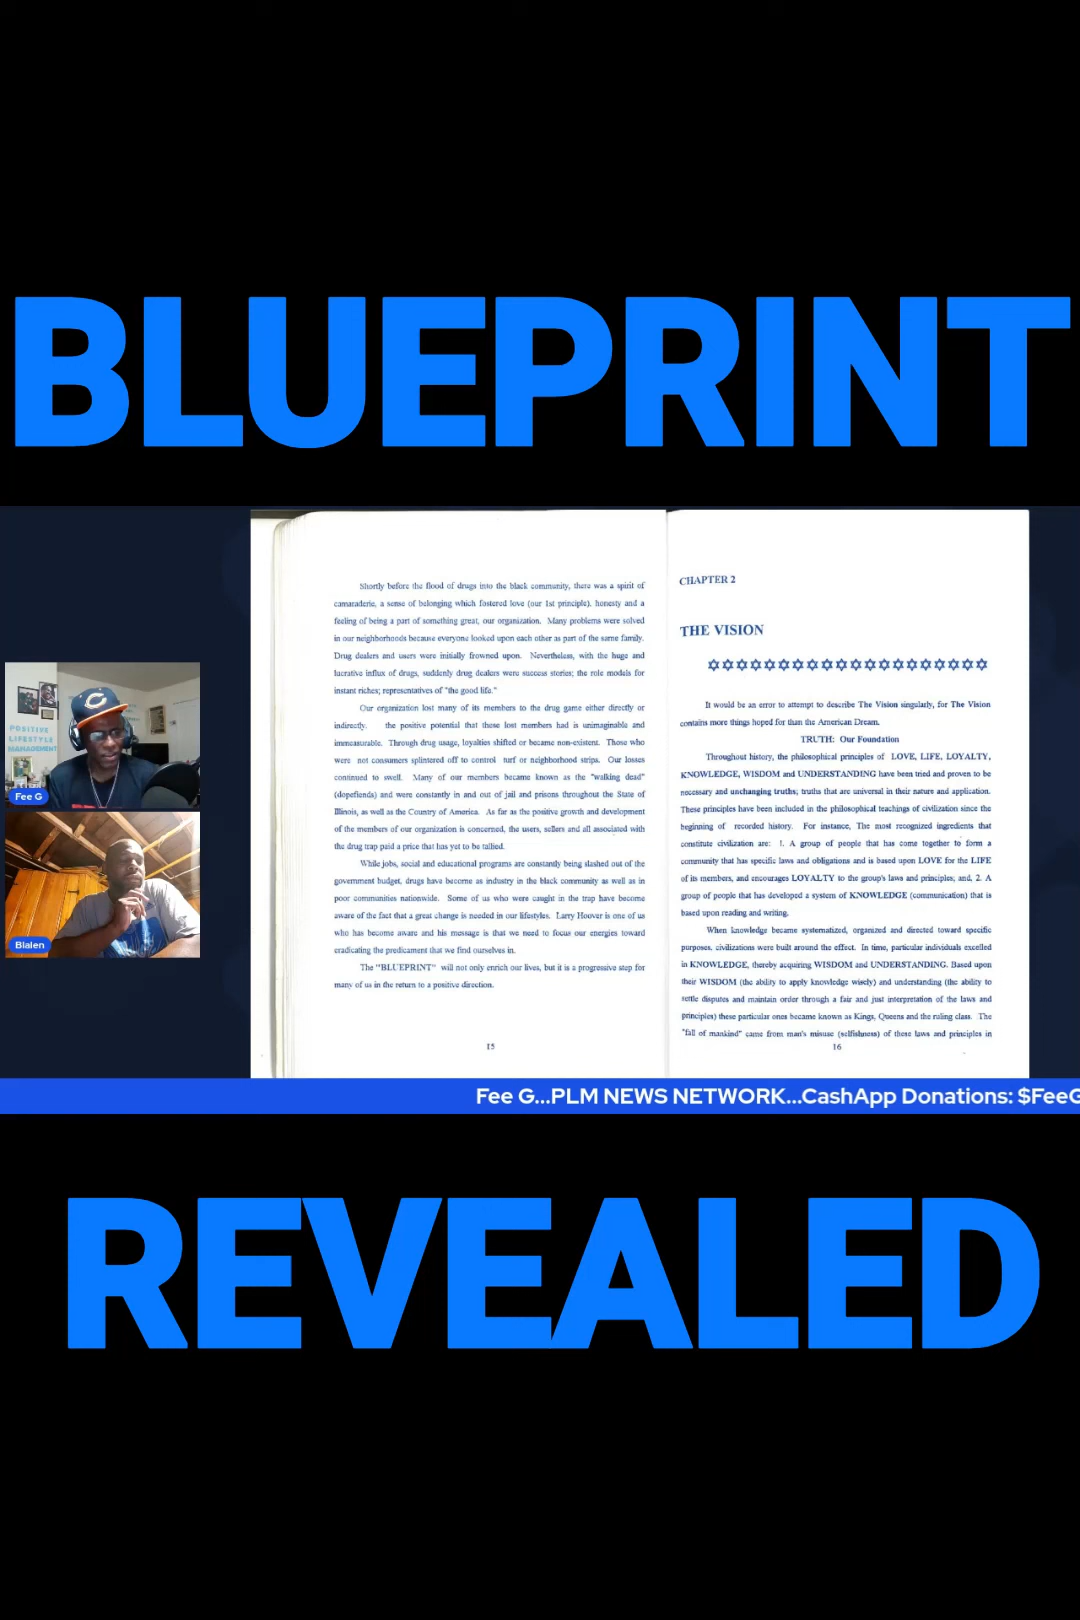 BLUEPRINT
Shortly before the flood of drugs into the black community, there was a spirit of
camaraderie, a sense of belonging which fostered love (our 1st principle), honesty and a
feeling of being a part of something great, our organization. Many problems were solved
in our neighborhoods because everyone looked upon each other as part of the same family.
Drug dealers and users were initially frowned upon. Nevertheless, with the huge and
lucrative influx of drugs, suddenly drug dealers were success stories; the role models for
instant riches; representatives of "the good life."
Our organization lost many of its members to the drug game either directly or
indirectly. the positive potential that these lost members had is unimaginable and
immeasurable. Through drug usage, loyalties shifted or became non-existent. Those who
were not consumers splintered off to control turf or neighborhood strips. Our losses
continued to swell. Many of our members became known as the "walking dead"
(dopefiends) and were constantly in and out of jail and prisons throughout the State of
Illinois, as well as the Country of America. As far as the positive growth and development
of the members of our organization is concerned, the users, sellers and all associated with
the drug trap paid a price that has yet to be tallied.
While jobs, social and educational programs are constantly being slashed out of the
government budget, drugs have become as industry in the black community as well as in
poor communities nationwide. Some of us who were caught in the trap have become
aware of the fact that a great change is needed in our lifestyles. Larry Hoover is one of us
who has become aware and his message is that we need to focus our energies toward
eradicating the predicament that we find ourselves in.
The "BLUEPRINT" will not only enrich our lives, but it is a progressive step for
many of us in the return to a positive direction.
15
CHAPTER 2
THE VISION
It would be an error to attempt to describe The Vision singularly, for The Vision
contains more things hoped for than the American Dream.
TRUTH: Our Foundation
Throughout history, the philosophical principles of LOVE, LIFE, LOYALTY,
KNOWLEDGE, WISDOM and UNDERSTANDING have been tried and proven to be
necessary and unchanging truths; truths that are universal in their nature and application.
These principles have been included in the philosophical teachings of civilization since the
beginning of recorded history. For instance, The most recognized ingredients that
constitute civilization are: 1. A group of people that has come together to form a
community that has specific laws and obligations and is based upon LOVE for the LIFE
of its members, and encourages LOYALTY to the group's laws and principles; and, 2. A
group of people that has developed a system of KNOWLEDGE (communication) that is
based upon reading and writing.
When knowledge became systematized, organized and directed toward specific
purposes, civilizations were built around the effect. In time, particular individuals excelled
in KNOWLEDGE, thereby acquiring WISDOM and UNDERSTANDING. Based upon
their WISDOM (the ability to apply knowledge wisely) and understanding (the ability to
settle disputes and maintain order through a fair and just interpretation of the laws and
principles) these particular ones became known as Kings, Queens and the ruling class. The
"fall of mankind" came from man's misuse (selfishness) of these laws and principles in
16
POSITIVE
LIFESTYLE
MANAGEMENT
C
Fee G
Blalen
Fee G...PLM NEWS NETWORK...CashApp Donations: $FeeG
REVEALED